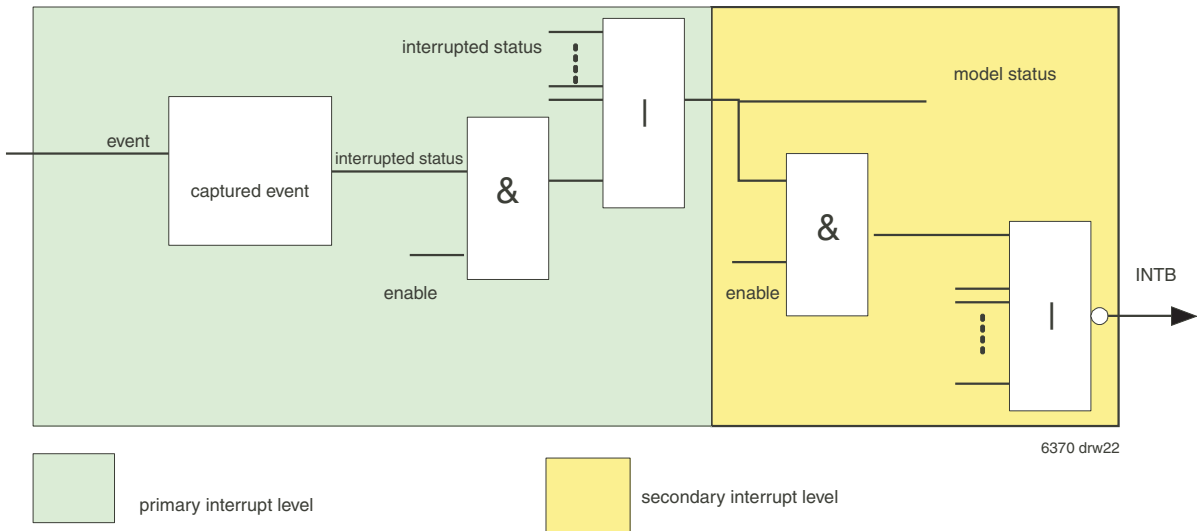 interrupted status
|
model status
event
interrupted status
captured event
&
enable
&
enable
INTB
|
6370 drw22
primary interrupt level
secondary interrupt level